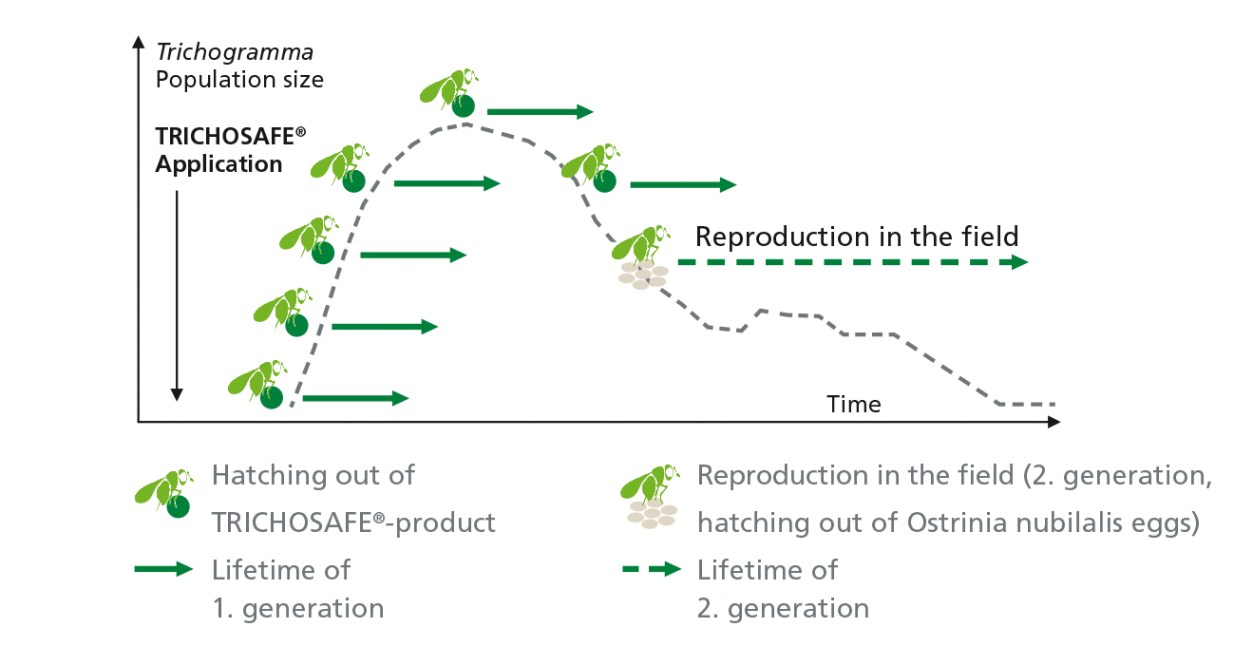 Trichogramma
Population size
TRICHOSAFE®
Application
Reproduction in the field
Time
Hatching out of
TRICHOSAFE®-product
Lifetime of
1. generation
Reproduction in the field (2. generation,
hatching out of Ostrinia nubilalis eggs)
Lifetime of
2. generation